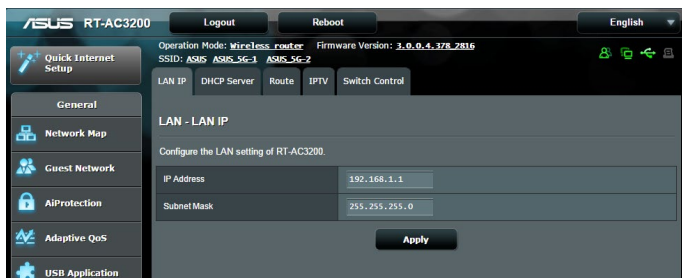 ASUS RT-AC3200 Logout Reboot English
Quick Internet Setup
General
Network Map
Guest Network
AiProtection
Adaptive QoS
USB Application
Operation Mode: Wireless router Firmware Version: 3.0.0.4.378_2816
SSID: ASUS ASUS_5G-1 ASUS_5G-2
LAN IP DHCP Server Route IPTV Switch Control
LAN - LAN IP
Configure the LAN setting of RT-AC3200.
IP Address 192.168.1.1
Subnet Mask 255.255.255.0
Apply